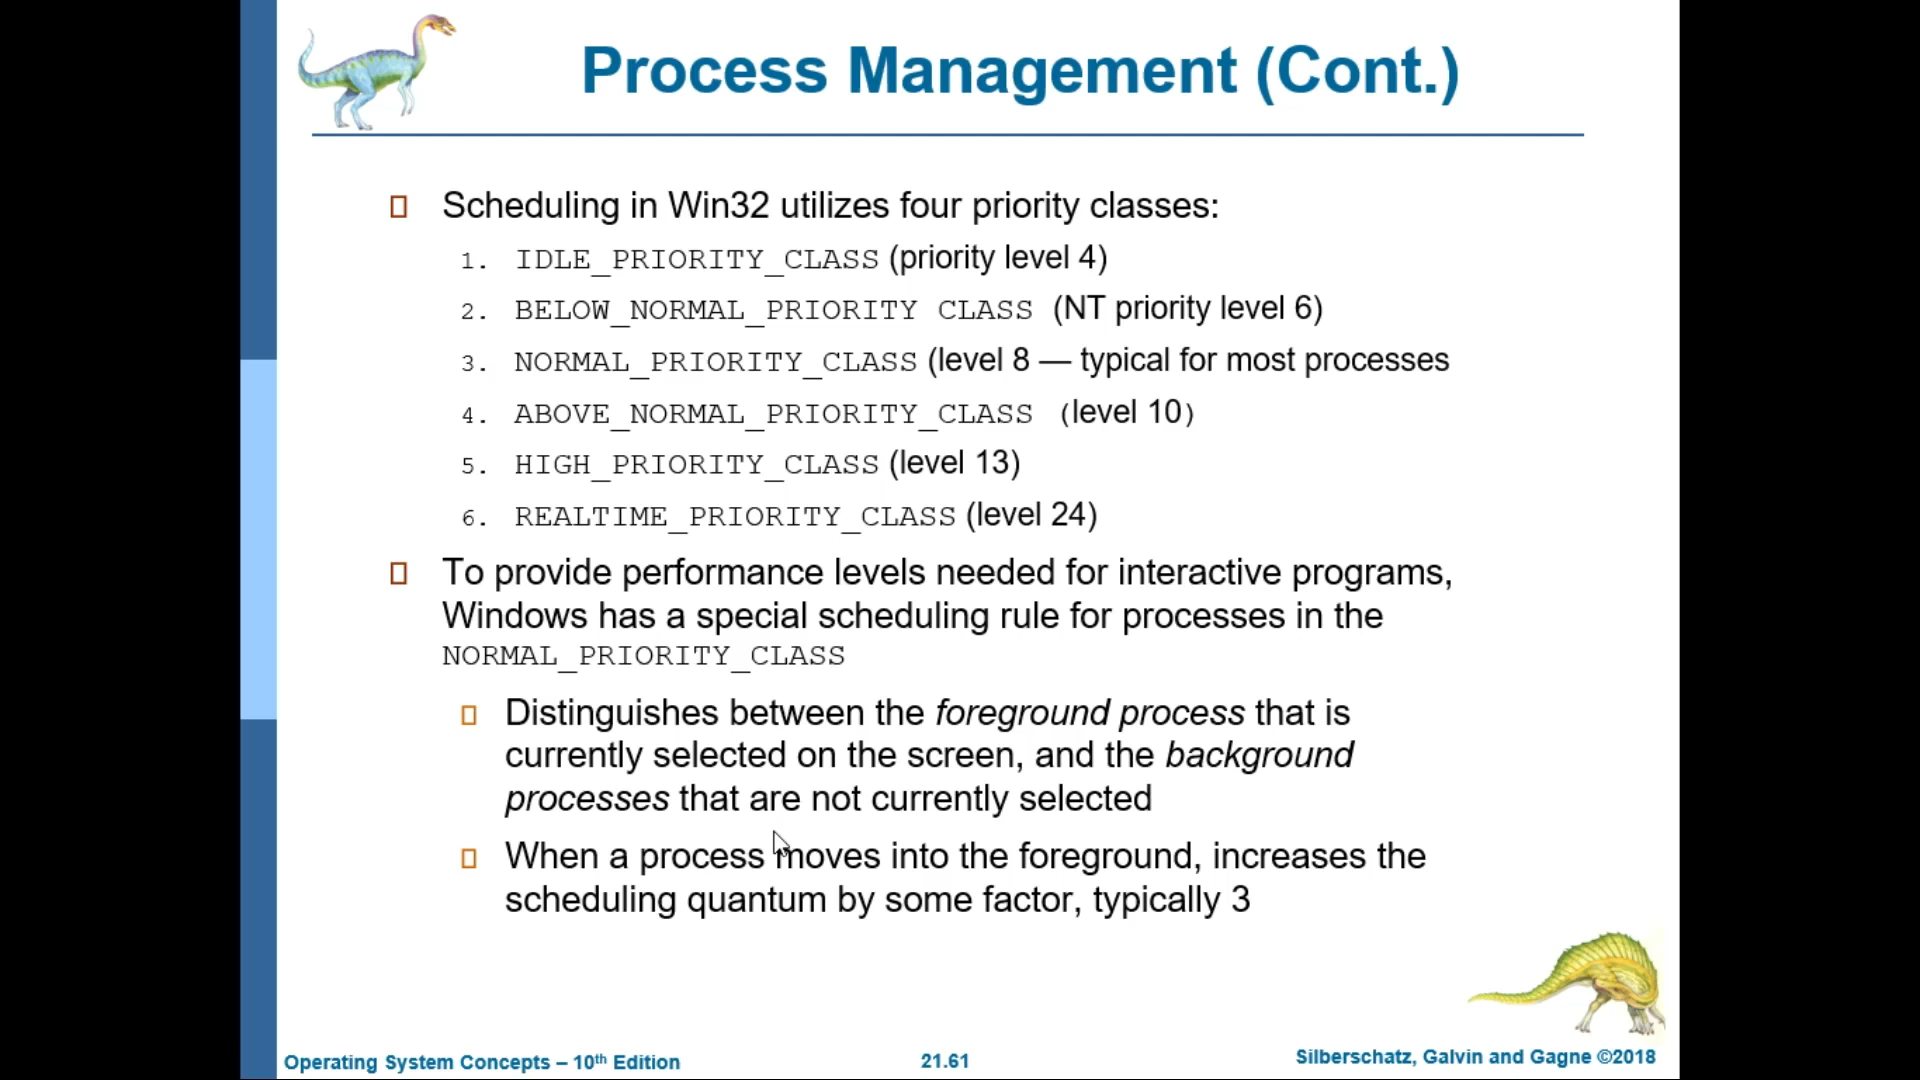 Process Management (Cont.)
Scheduling in Win32 utilizes four priority classes:
1. IDLE_PRIORITY_CLASS (priority level 4)
2. BELOW_NORMAL_PRIORITY CLASS (NT priority level 6)
3. NORMAL_PRIORITY_CLASS (level 8 — typical for most processes
4. ABOVE_NORMAL_PRIORITY_CLASS (level 10)
5. HIGH_PRIORITY_CLASS (level 13)
6. REALTIME_PRIORITY_CLASS (level 24)
To provide performance levels needed for interactive programs,
Windows has a special scheduling rule for processes in the
NORMAL_PRIORITY_CLASS
Distinguishes between the foreground process that is
currently selected on the screen, and the background
processes that are not currently selected
When a process moves into the foreground, increases the
scheduling quantum by some factor, typically 3
Operating System Concepts – 10th Edition
21.61
Silberschatz, Galvin and Gagne ©2018